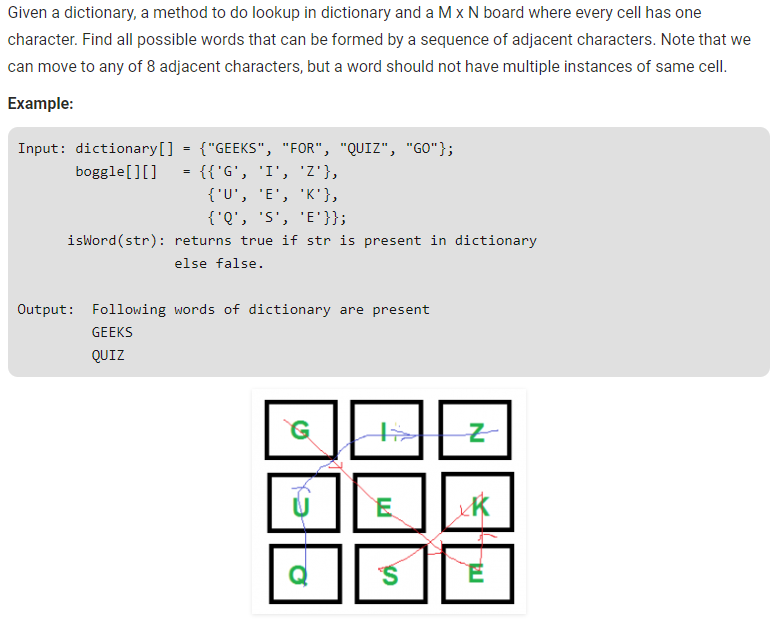 Given a dictionary, a method to do lookup in dictionary and a M x N board where every cell has one
character. Find all possible words that can be formed by a sequence of adjacent characters. Note that we
can move to any of 8 adjacent characters, but a word should not have multiple instances of same cell.
Example:
Input: dictionary[] = {"GEEKS", "FOR", "QUIZ", "GO"};
boggle[][] = {{'G', 'I', 'Z'},
{'U', 'E', 'K'},
{'Q', 'S', 'E'}};
isWord(str): returns true if str is present in dictionary
else false.
Output: Following words of dictionary are present
GEEKS
QUIZ
G I Z
U E K
Q S E